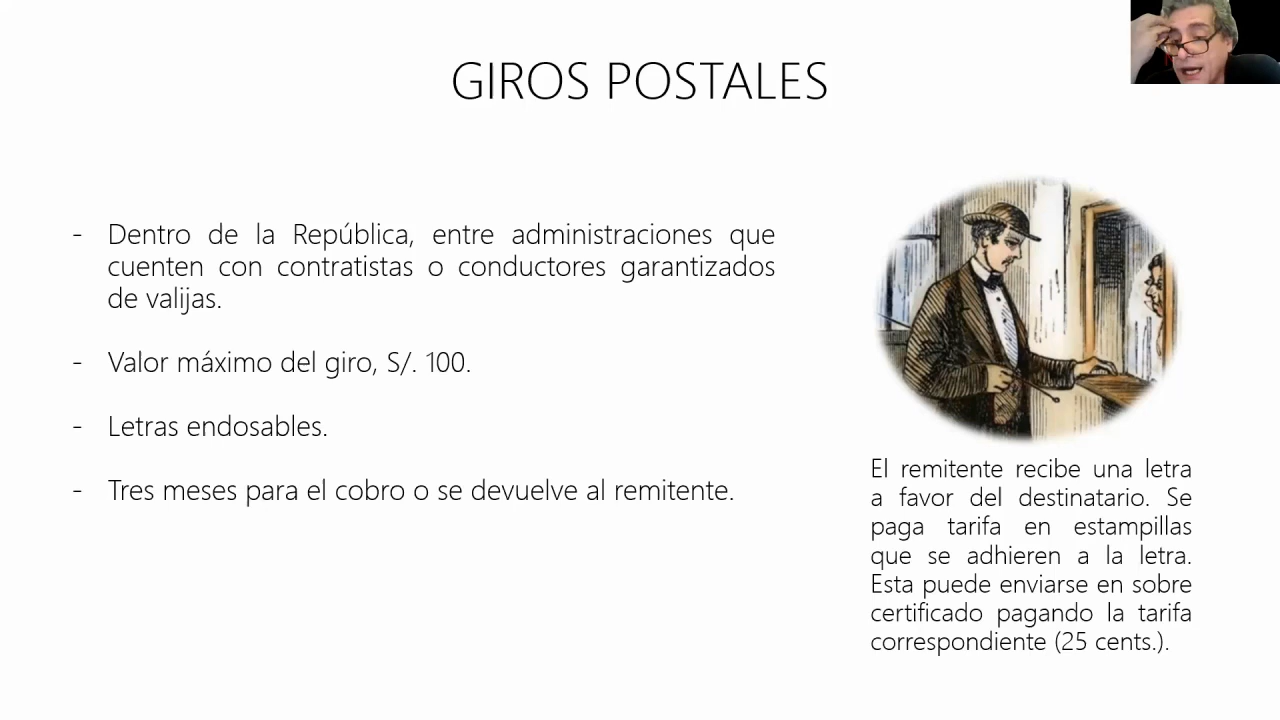 GIROS POSTALES
- Dentro de la República, entre administraciones que
cuenten con contratistas o conductores garantizados
de valijas.
- Valor máximo del giro, S/. 100.
- Letras endosables.
- Tres meses para el cobro o se devuelve al remitente.
El remitente recibe una letra
a favor del destinatario. Se
paga tarifa en estampillas
que se adhieren a la letra.
Esta puede enviarse en sobre
certificado pagando la tarifa
correspondiente (25 cents.).